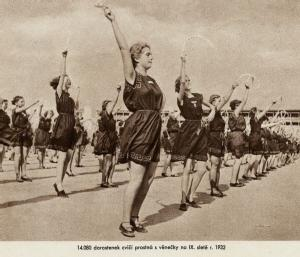 14.080 dorostenek cvičí prostná s věnečky na IX. sletě r. 1932